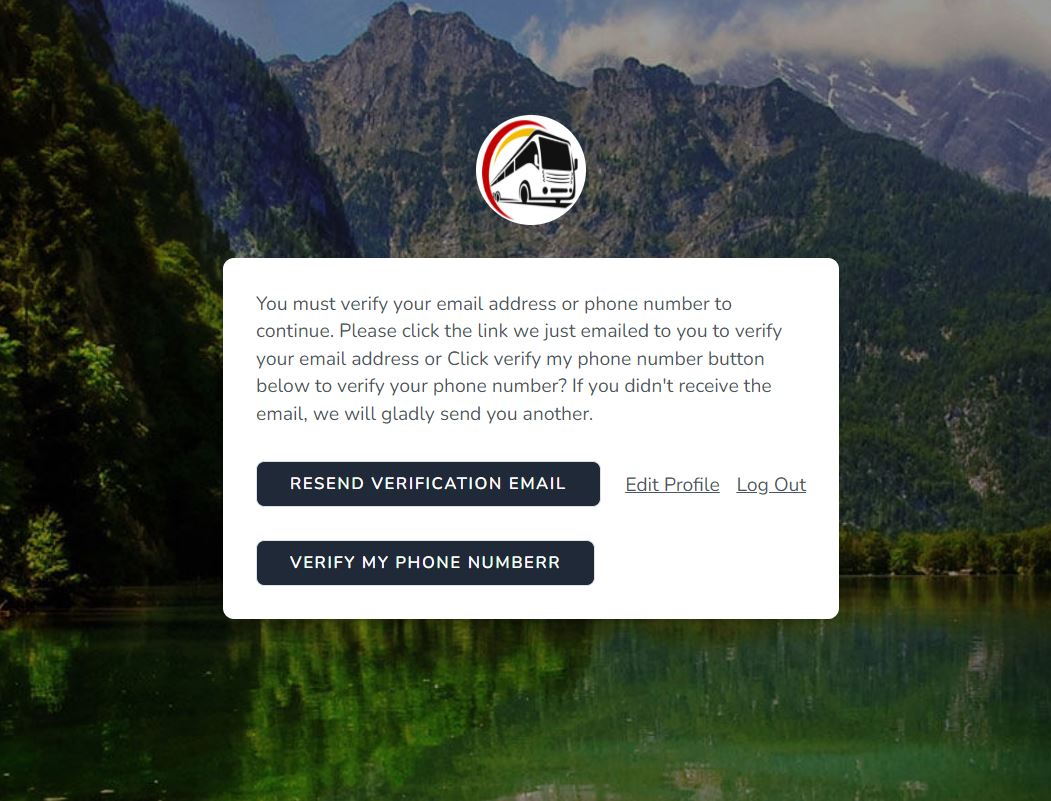 You must verify your email address or phone number to
continue. Please click the link we just emailed to you to verify
your email address or Click verify my phone number button
below to verify your phone number? If you didn't receive the
email, we will gladly send you another.
RESEND VERIFICATION EMAIL Edit Profile Log Out
VERIFY MY PHONE NUMBERR